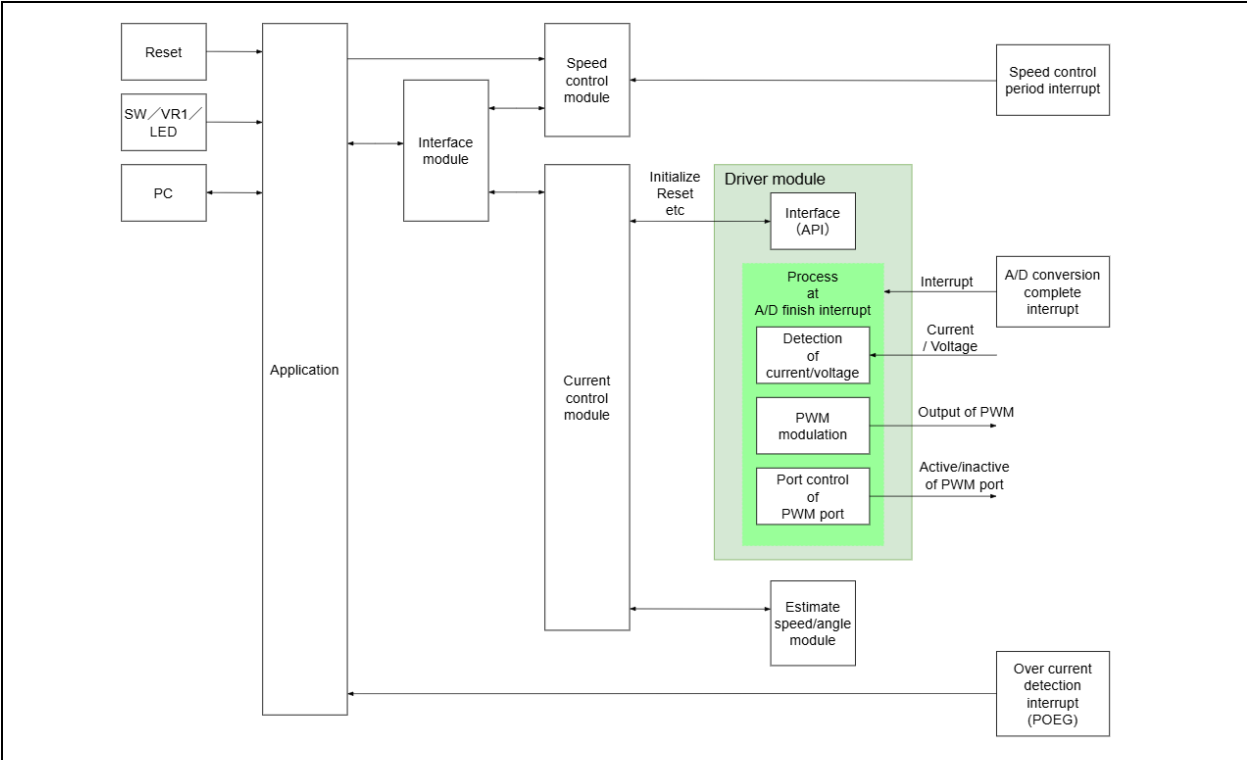 Reset
SW／VR1／
LED
PC
Application
Interface
module
Speed
control
module
Speed control
period interrupt
Current
control
module
Initialize
Reset
etc
Driver module
Interface
（API）
Process
at
A/D finish interrupt
Detection
of
current/voltage
PWM
modulation
Port control
of
PWM port
Interrupt
A/D conversion
complete
interrupt
Current
/ Voltage
Output of PWM
Active/inactive
of PWM port
Estimate
speed/angle
module
Over current
detection
interrupt
(POEG)